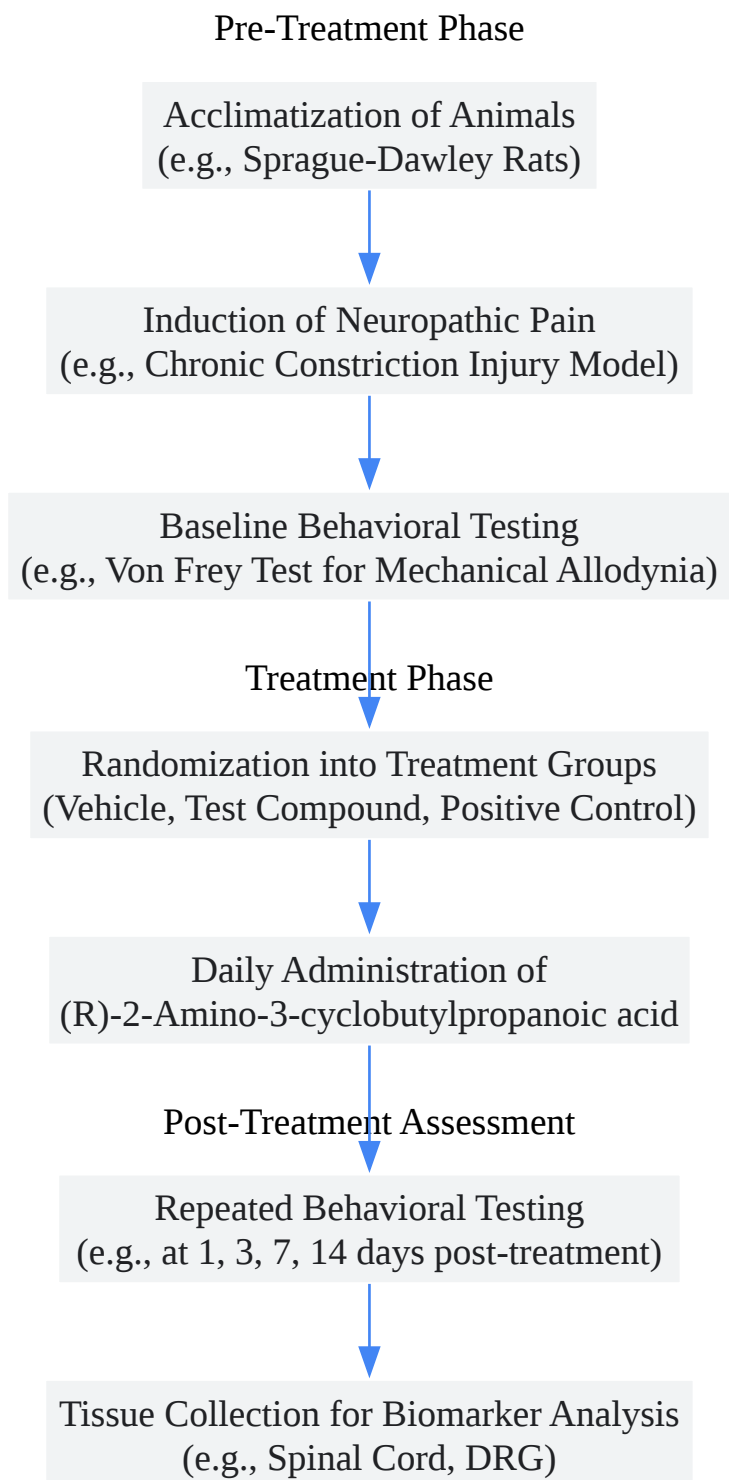 Pre-Treatment Phase
Acclimatization of Animals
(e.g., Sprague-Dawley Rats)
Induction of Neuropathic Pain
(e.g., Chronic Constriction Injury Model)
Baseline Behavioral Testing
(e.g., Von Frey Test for Mechanical Allodynia)
Treatment Phase
Randomization into Treatment Groups
(Vehicle, Test Compound, Positive Control)
Daily Administration of
(R)-2-Amino-3-cyclobutylpropanoic acid
Post-Treatment Assessment
Repeated Behavioral Testing
(e.g., at 1, 3, 7, 14 days post-treatment)
Tissue Collection for Biomarker Analysis
(e.g., Spinal Cord, DRG)